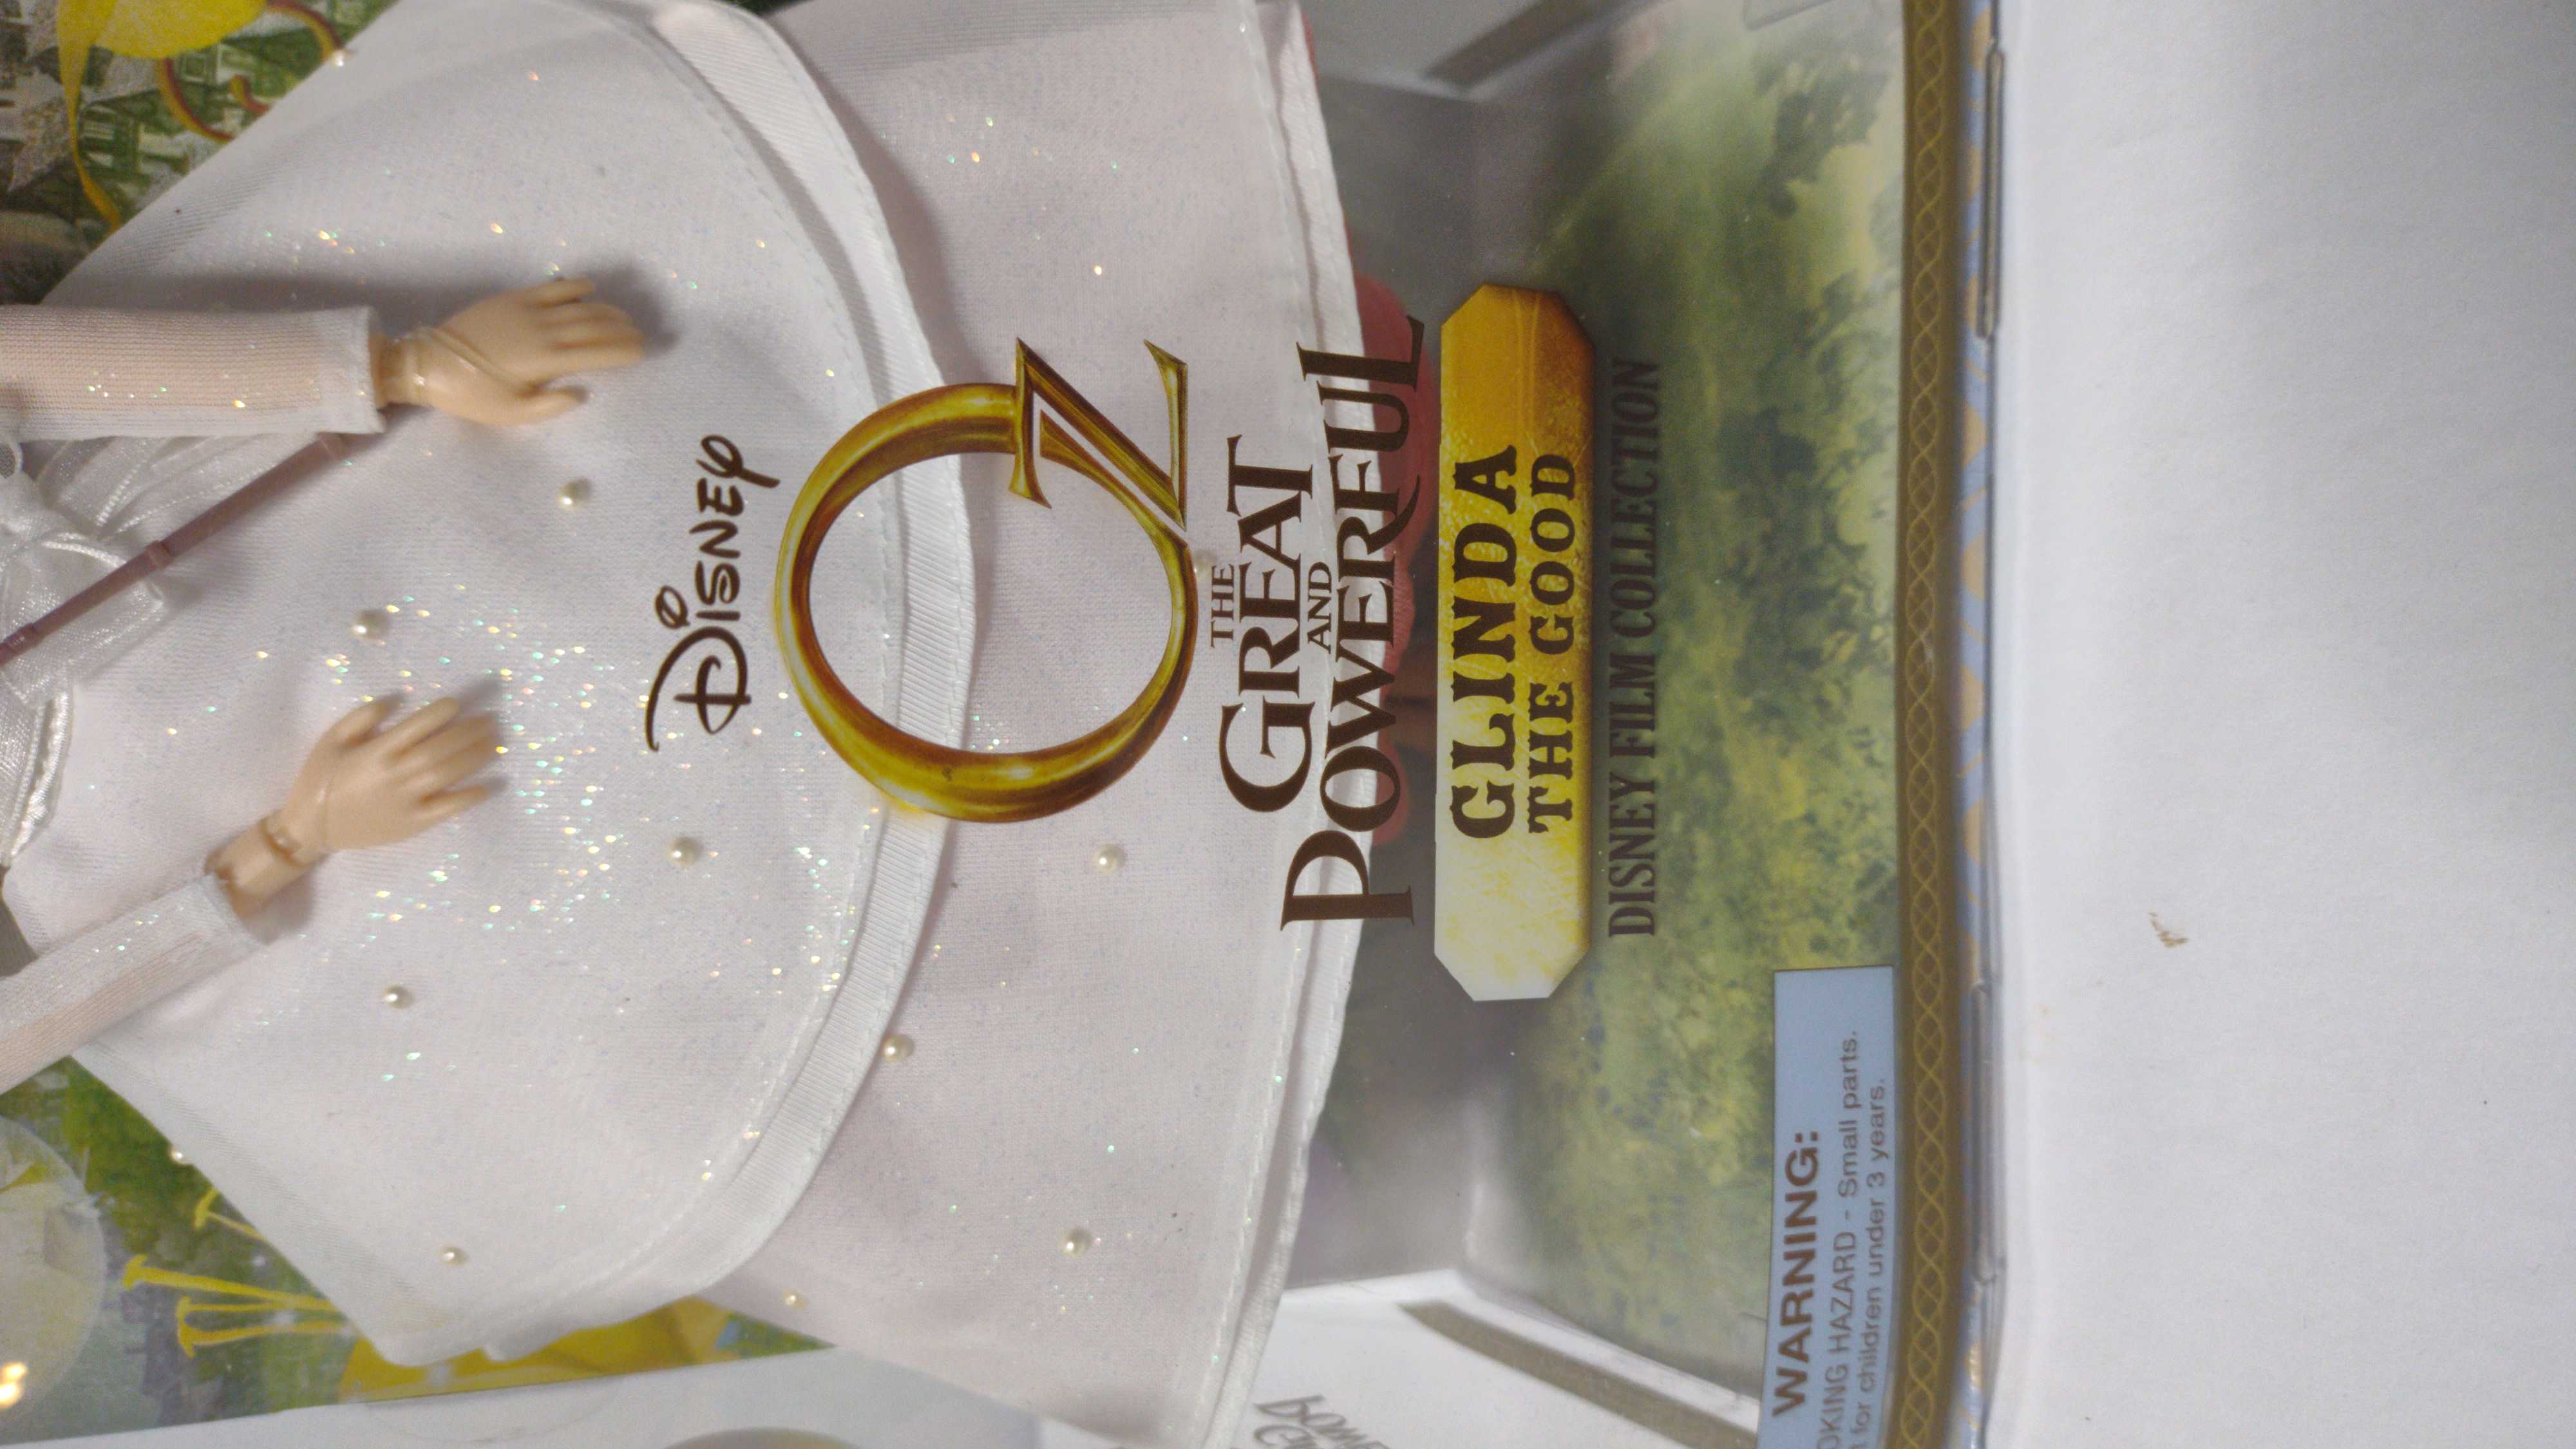 DISNEY
OZ
THE
GREAT
AND
POWERFUL
GLINDA
THE GOOD
DISNEY FILM COLLECTION
WARNING:
HAZARD - Small parts.
for children under 3 years.